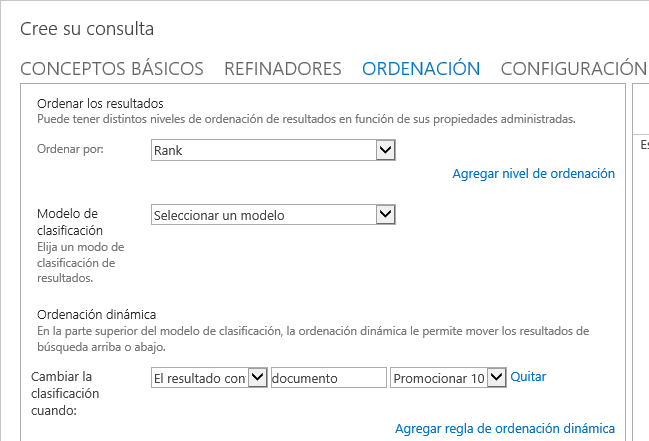 Cree su consulta
CONCEPTOS BÁSICOS REFINADORES ORDENACIÓN CONFIGURACIÓN
Ordenar los resultados
Puede tener distintos niveles de ordenación de resultados en función de sus propiedades administradas.
Ordenar por: Rank
Agregar nivel de ordenación
Modelo de Seleccionar un modelo
clasificación
Elija un modo de
clasificación de
resultados.
Ordenación dinámica
En la parte superior del modelo de clasificación, la ordenación dinámica le permite mover los resultados de
búsqueda arriba o abajo.
Cambiar la El resultado con documento Promocionar 10 Quitar
clasificación
cuando:
Agregar regla de ordenación dinámica